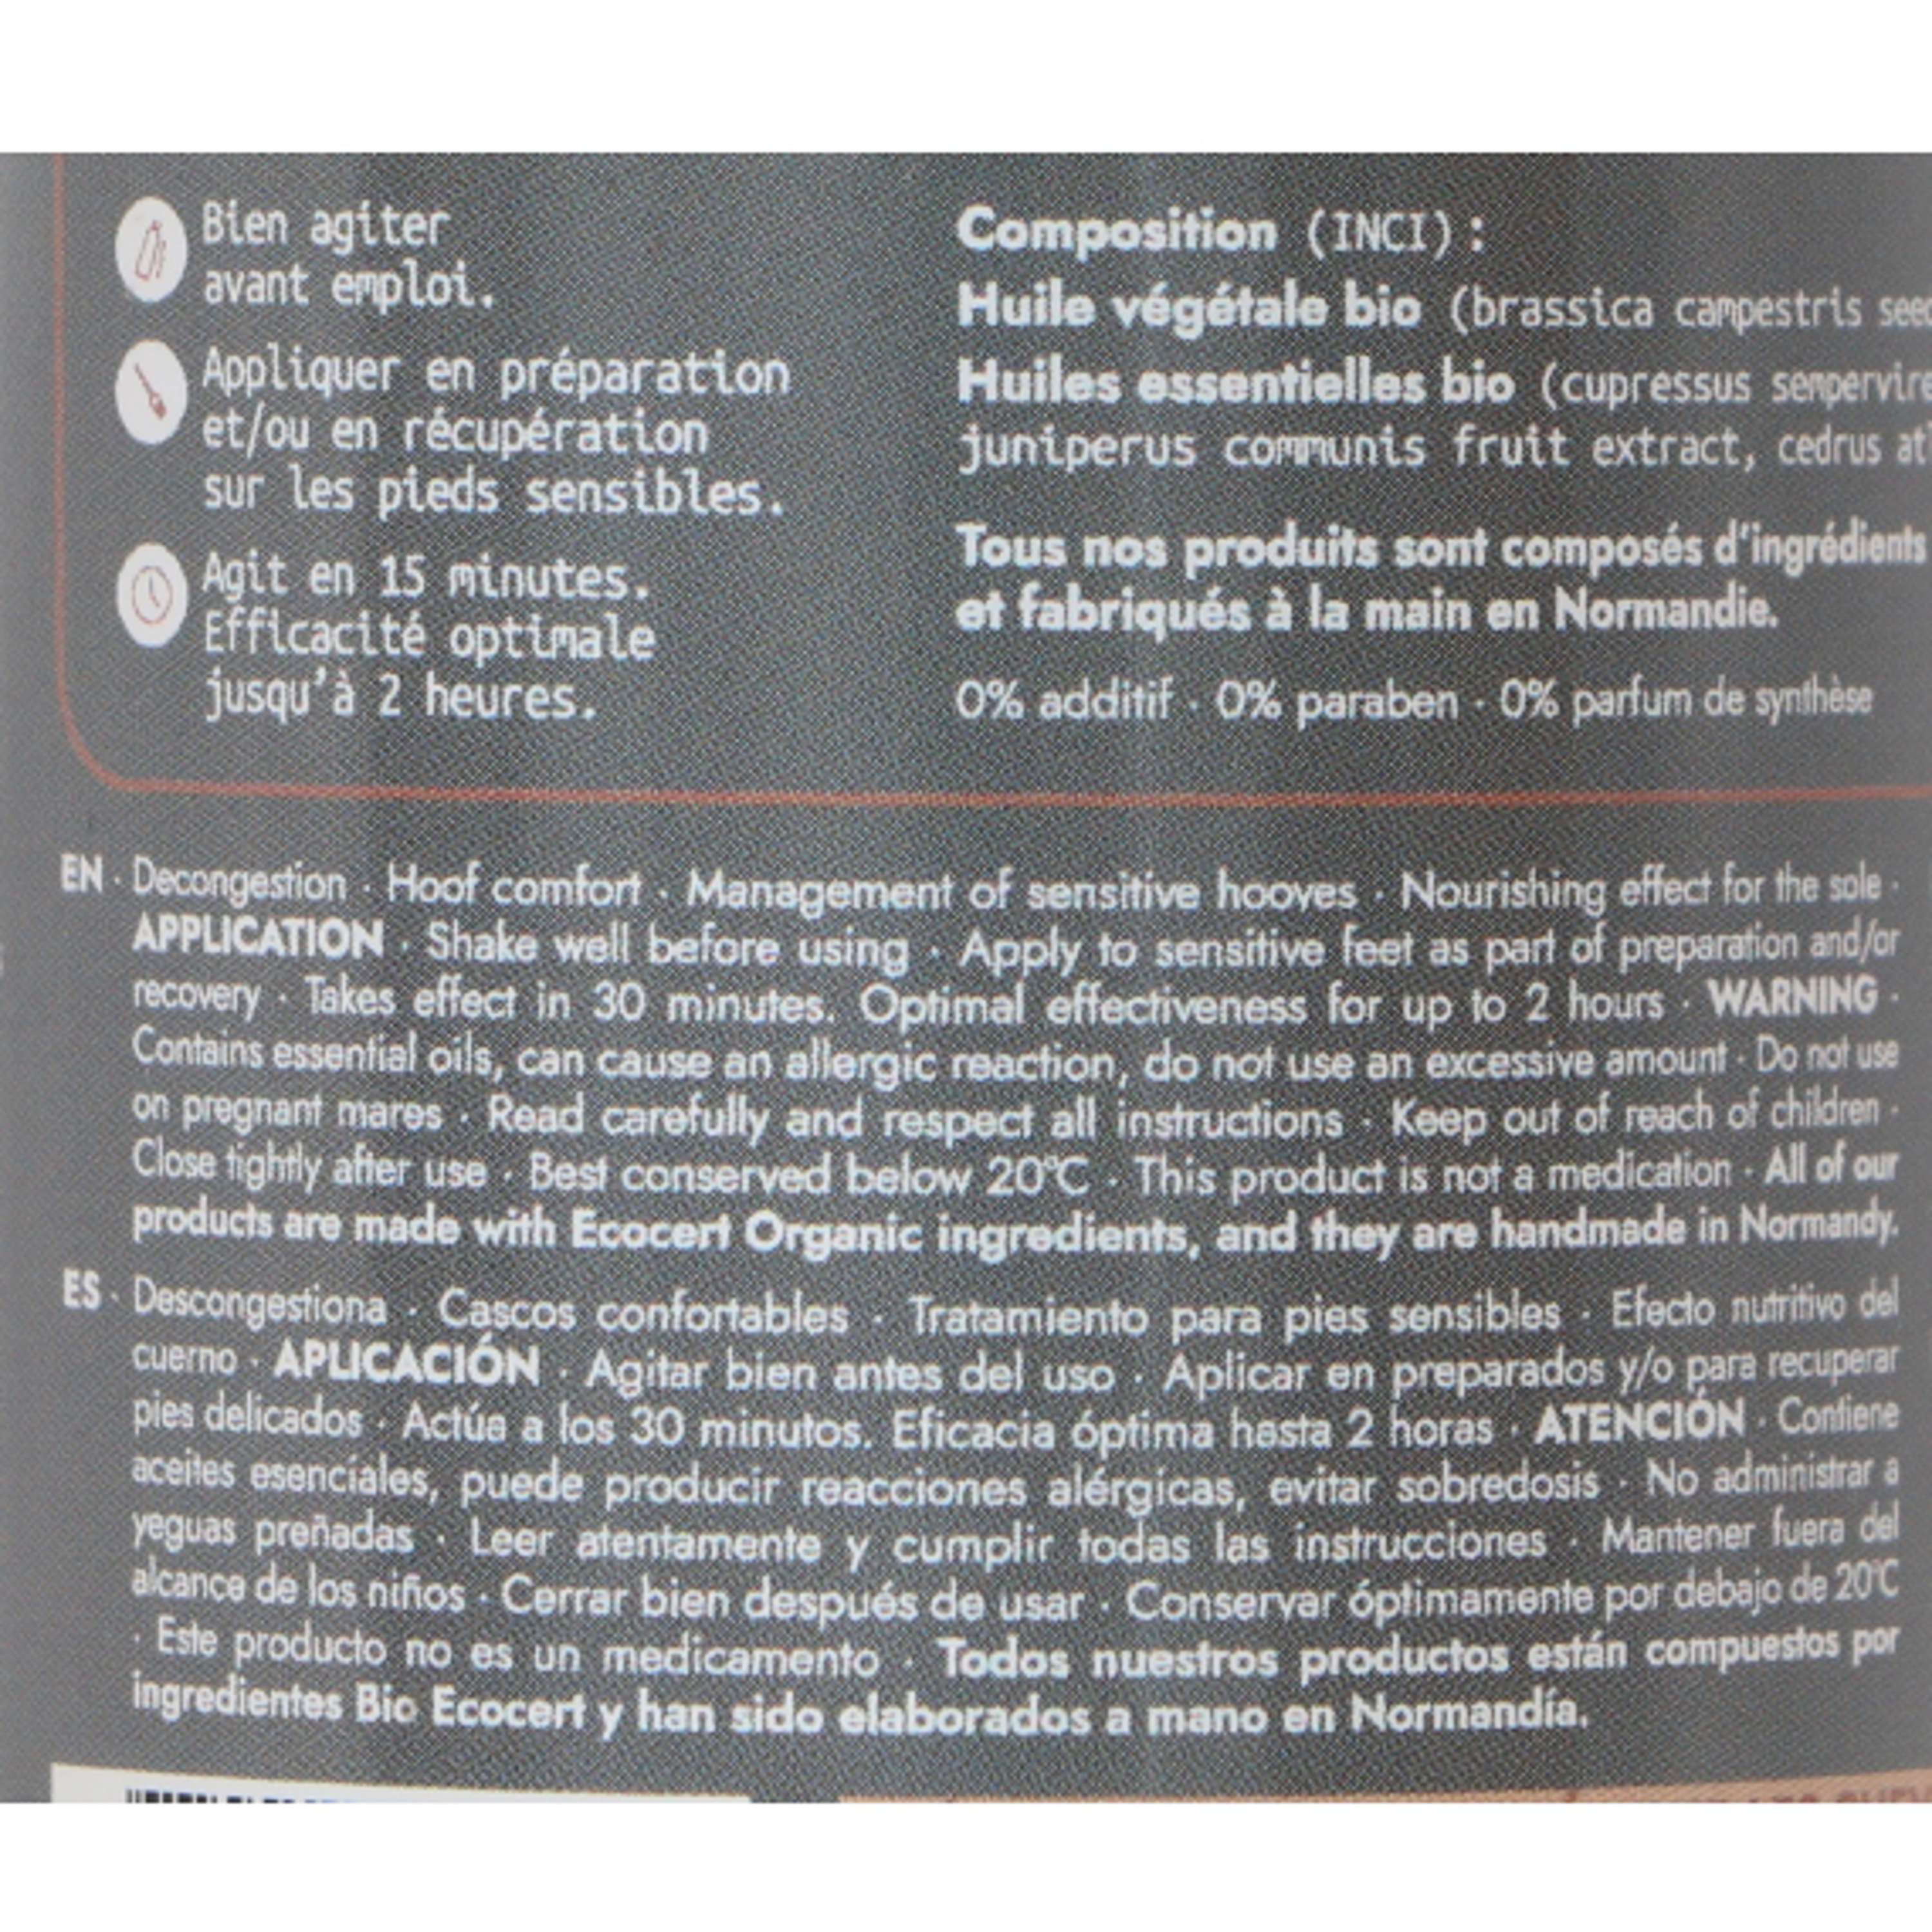 Bien agiter
avant emploi.
Appliquer en préparation
et/ou en récupération
sur les pieds sensibles.
Agit en 15 minutes.
Efficacité optimale
jusqu'à 2 heures.
Composition (INCI) :
Huile végétale bio (brassica campestris
Huiles essentielles bio (cupressus
juniperus communis fruit extract, cedrus
Tous nos produits sont composés d'ingrédients
et fabriqués à la main en Normandie.
0% additif · 0% paraben · 0% parfum de synthèse
EN · Decongestion · Hoof comfort · Management of sensitive hooves · Nourishing effect for the sole ·
APPLICATION · Shake well before using · Apply to sensitive feet as part of preparation and/or
recovery · Takes effect in 30 minutes. Optimal effectiveness for up to 2 hours · WARNING ·
Contains essential oils, can cause an allergic reaction, do not use an excessive amount · Do not use
on pregnant mares · Read carefully and respect all instructions · Keep out of reach of children ·
Close tightly after use · Best conserved below 20°C · This product is not a medication · All of our
products are made with Ecocert Organic ingredients, and they are handmade in Normandy.
ES · Descongestiona · Cascos confortables · Tratamiento para pies sensibles · Efecto nutritivo del
cuerno · APLICACIÓN · Agitar bien antes del uso · Aplicar en preparados y/o para recuperar
pies delicados · Actúa a los 30 minutos. Eficacia óptima hasta 2 horas · ATENCIÓN · Contiene
aceites esenciales, puede producir reacciones alérgicas, evitar sobredosis · No administrar a
yeguas preñadas · Leer atentamente y cumplir todas las instrucciones · Mantener fuera del
alcance de los niños · Cerrar bien después de usar · Conservar óptimamente por debajo de 20°C
· Este producto no es un medicamento · Todos nuestros productos están compuestos por
ingredientes Bio Ecocert y han sido elaborados a mano en Normandía.